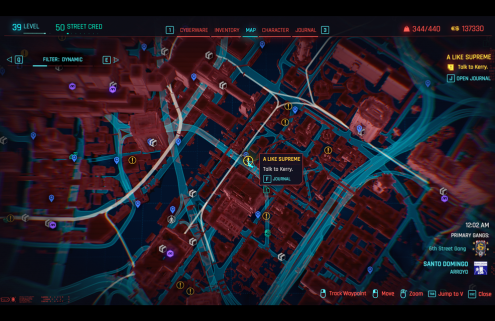 39 LEVEL
50 STREET CRED
1 CYBERWARE INVENTORY MAP CHARACTER JOURNAL 3
344/440
137330
Q FILTER: DYNAMIC E
A LIKE SUPREME
Talk to Kerry.
J OPEN JOURNAL
A LIKE SUPREME
Talk to Kerry.
JOURNAL
12:02 AM
PRIMARY GANGS:
6th Street Gang
SANTO DOMINGO
ARROYO
Track Waypoint Move Zoom Jump to V Close